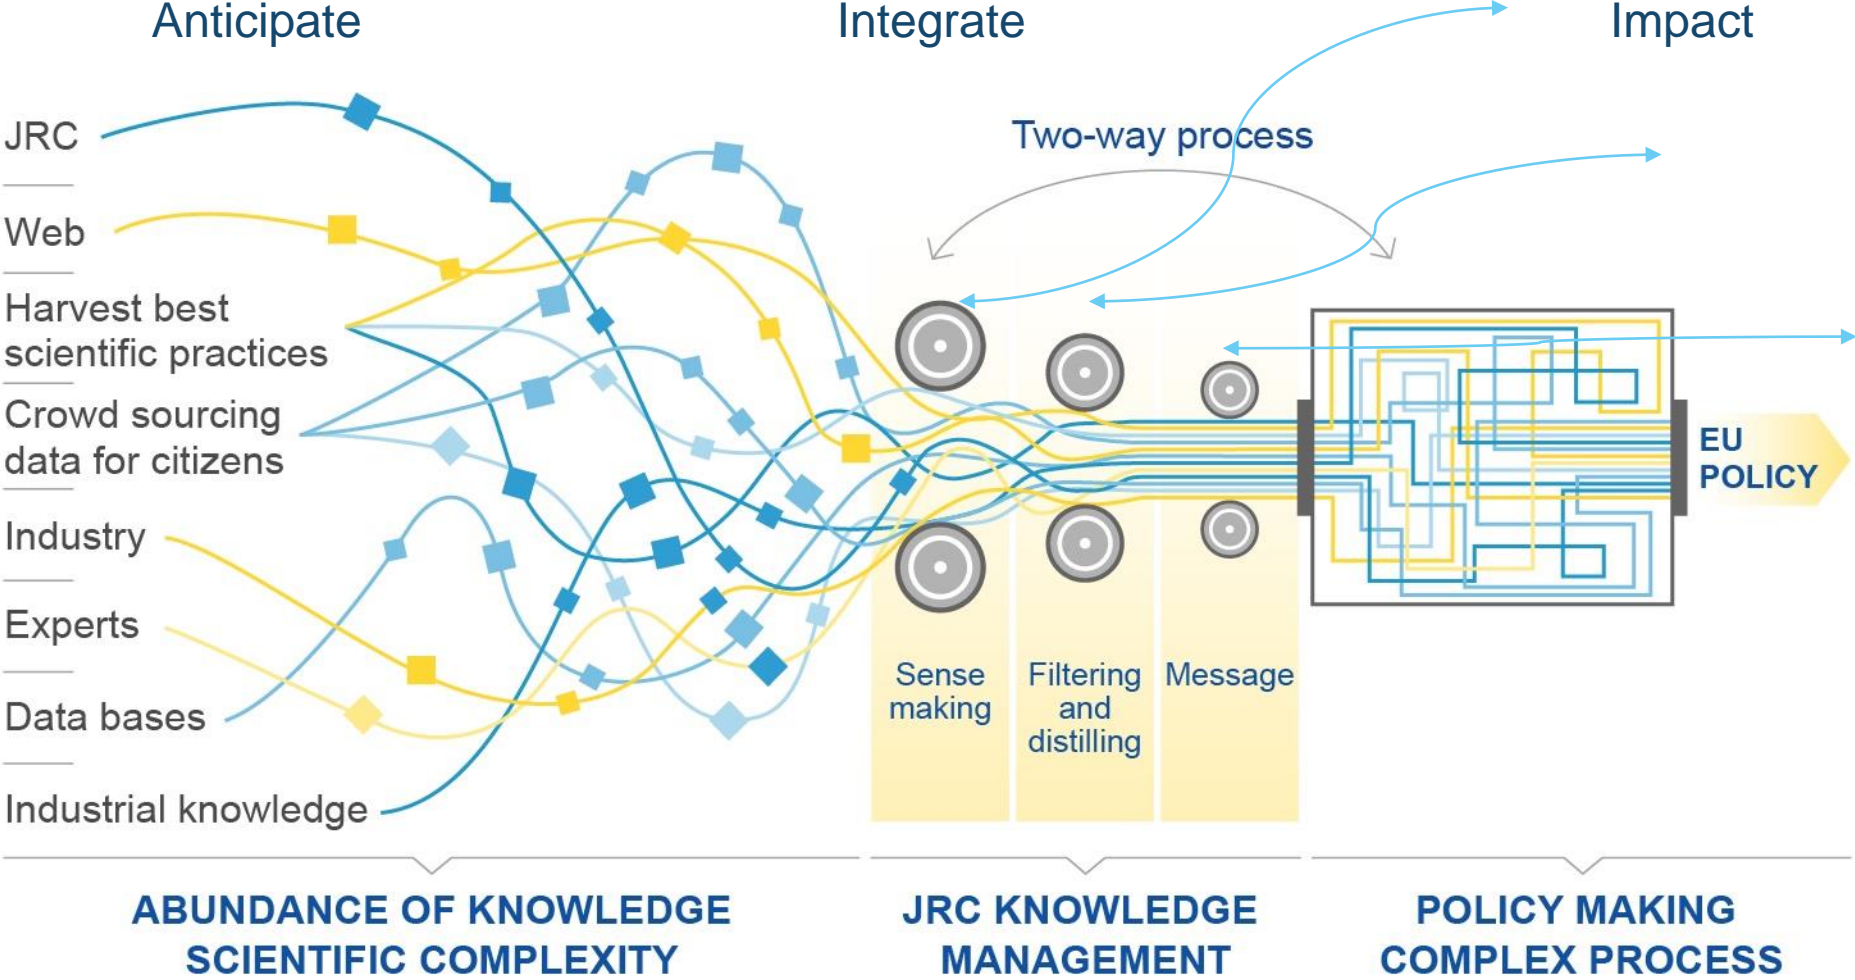 Anticipate
Integrate
Impact
JRC
Web
Harvest best
scientific practices
Crowd sourcing
data for citizens
Industry
Experts
Data bases
Industrial knowledge
Two-way process
Sense
making
Filtering
and
distilling
Message
EU
POLICY
ABUNDANCE OF KNOWLEDGE
SCIENTIFIC COMPLEXITY
JRC KNOWLEDGE
MANAGEMENT
POLICY MAKING
COMPLEX PROCESS